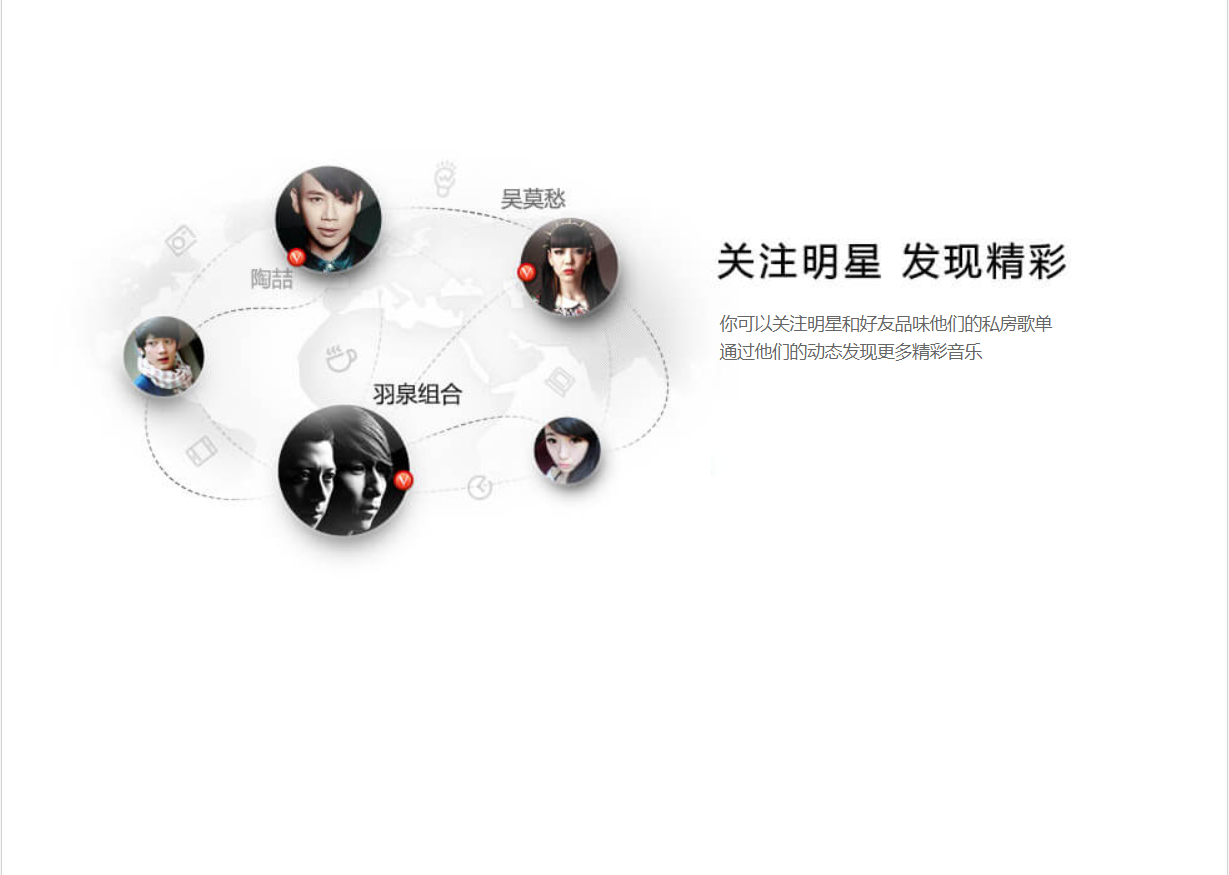 吴莫愁
陶喆
羽泉组合
关注明星 发现精彩
你可以关注明星和好友品味他们的私房歌单
通过他们的动态发现更多精彩音乐